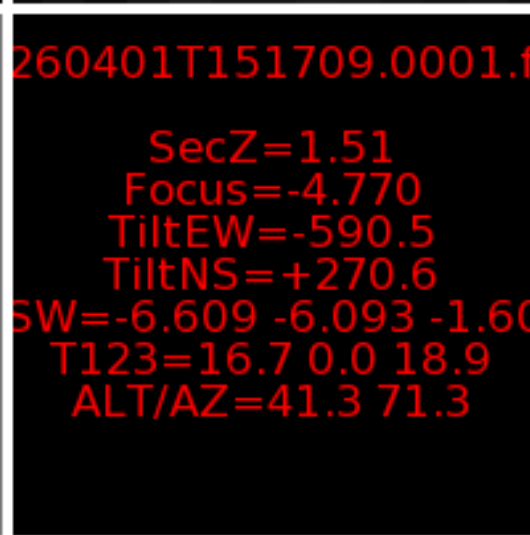 260401T151709.0001.f
SecZ=1.51
Focus=-4.770
TiltEW=-590.5
TiltNS=+270.6
SW=-6.609 -6.093 -1.60
T123=16.7 0.0 18.9
ALT/AZ=41.3 71.3